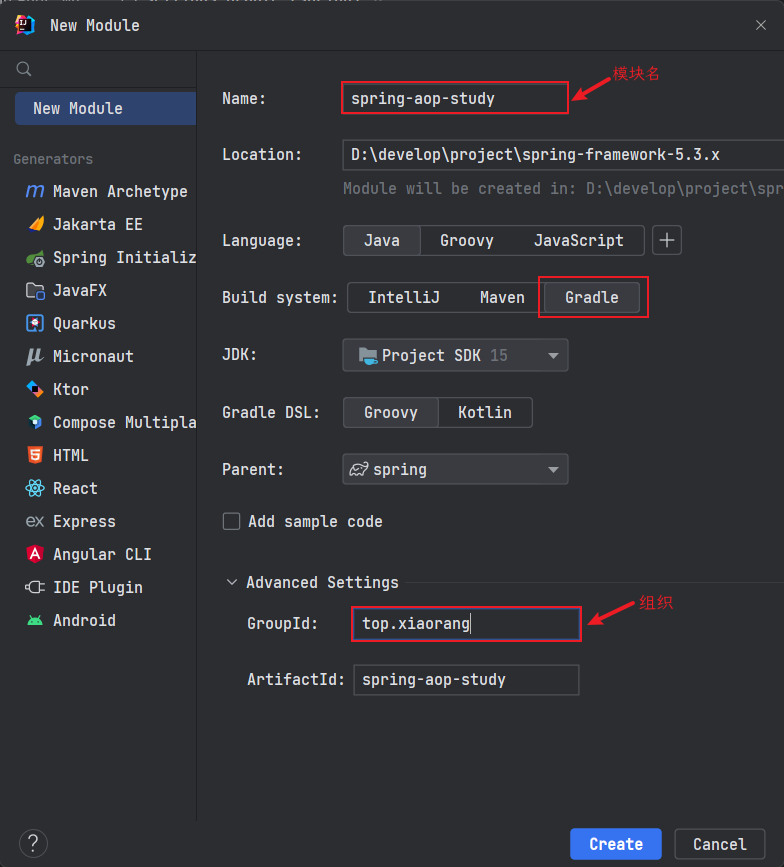 New Module
New Module
Generators
Maven Archetype
Jakarta EE
Spring Initializ
JavaFX
Quarkus
Micronaut
Ktor
Compose Multipla
HTML
React
Express
Angular CLI
IDE Plugin
Android
Name: spring-aop-study 模块名
Location: D:\develop\project\spring-framework-5.3.x
Module will be created in: D:\develop\project\spr
Language: Java Groovy JavaScript
Build system: IntelliJ Maven Gradle
JDK: Project SDK 15
Gradle DSL: Groovy Kotlin
Parent: spring
Add sample code
Advanced Settings
GroupId: top.xiaorang 组织
ArtifactId: spring-aop-study
? Create Cancel